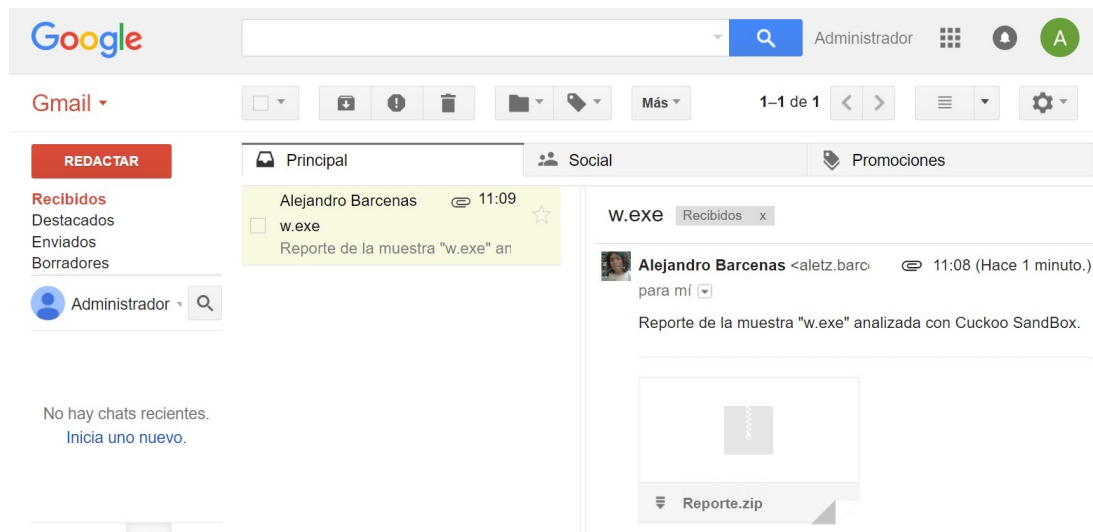 Google
Administrador
A
Gmail
Más
1–1 de 1
REDACTAR
Principal
Social
Promociones
Recibidos
Destacados
Enviados
Borradores
Administrador
No hay chats recientes.
Inicia uno nuevo.
Alejandro Barcenas 11:09
w.exe
Reporte de la muestra "w.exe" an
w.exe Recibidos x
Alejandro Barcenas <aletz.barc 11:08 (Hace 1 minuto.)
para mí
Reporte de la muestra "w.exe" analizada con Cuckoo SandBox.
Reporte.zip